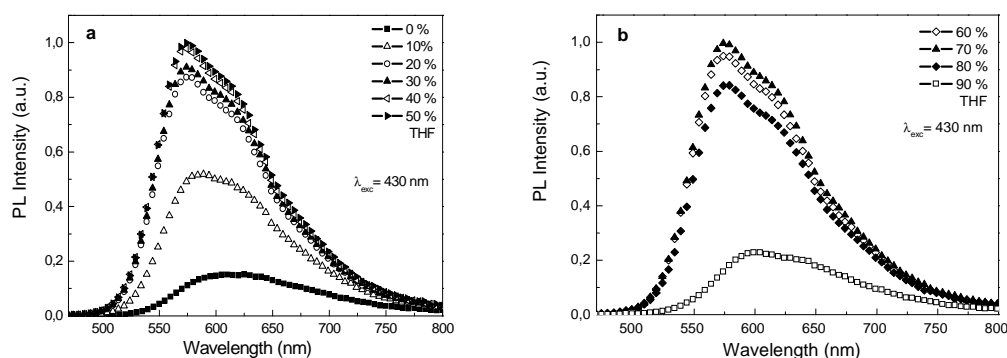 a
1,0
0,8
0,6
0,4
0,2
0,0
PL Intensity (a.u.)
0 %
10%
20 %
30 %
40 %
50 %
THF
λexc= 430 nm
500 550 600 650 700 750 800
Wavelength (nm)
b
1,0
0,8
0,6
0,4
0,2
0,0
PL Intensity (a.u.)
60 %
70 %
80 %
90 %
THF
λexc= 430 nm
500 550 600 650 700 750 800
Wavelength (nm)